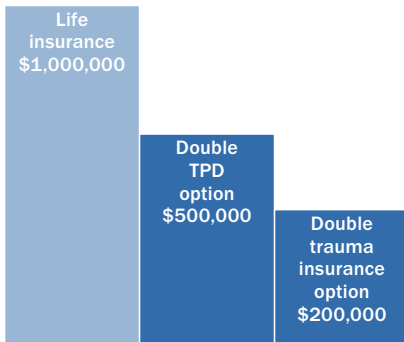 Life
insurance
$1,000,000
Double
TPD
option
$500,000
Double
trauma
insurance
option
$200,000